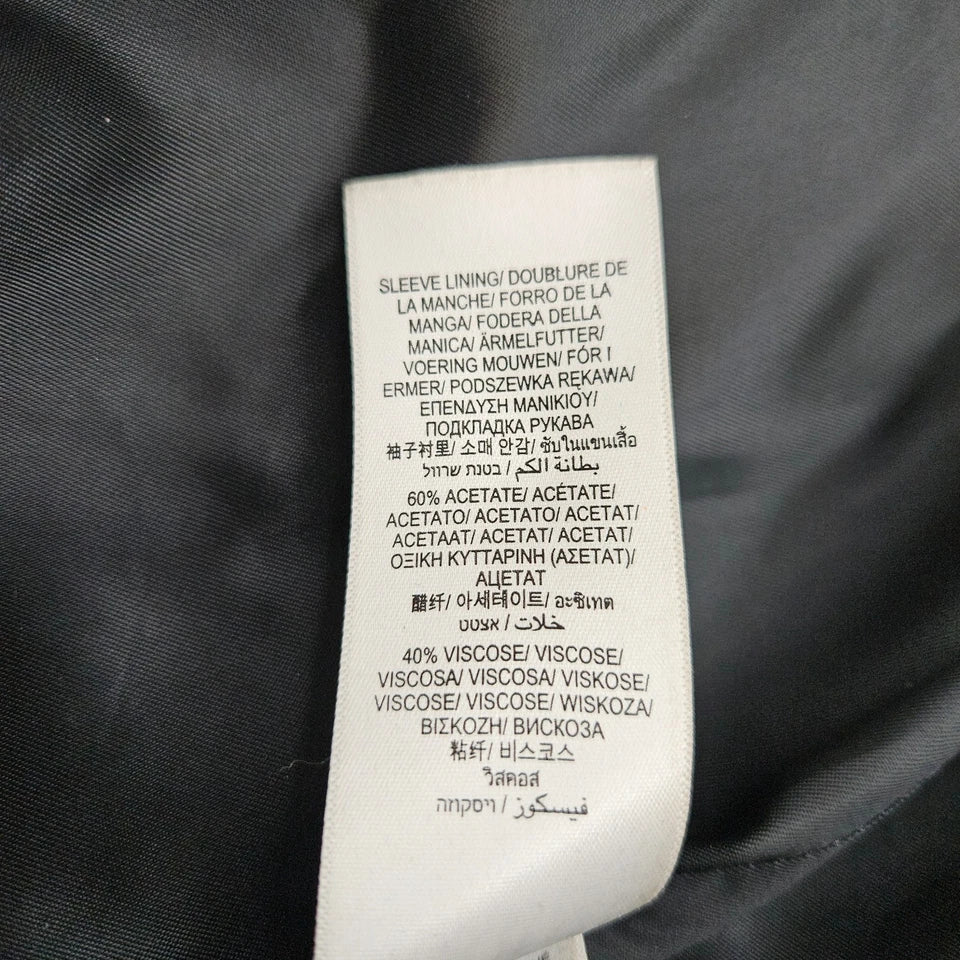 SLEEVE LINING/ DOUBLURE DE
LA MANCHE/ FORRO DE LA
MANGA/ FODERA DELLA
MANICA/ ÄRMELFUTTER/
VOERING MOUWEN/ FÓR I
ERMER/ PODSZEWKA RĘKAWA/
ΕΠΕΝΔΥΣΗ ΜΑΝΙΚΙΟΥ/
ПОДКЛАДКА РУКАВА
袖子衬里/ 소매 안감/ ซับในแขนเสื้อ
بطانة الكم / בטנת שרוול
60% ACETATE/ ACÉTATE/
ACETATO/ ACETATO/ ACETAT/
ACETAAT/ ACETAT/ ACETAT/
ΟΞΙΚΗ ΚΥΤΤΑΡΙΝΗ (ΑΣΕΤΑΤ)/
АЦЕТАТ
醋纤/ 아세테이트/ อะซิเทต
خلات / אצטט
40% VISCOSE/ VISCOSE/
VISCOSA/ VISCOSA/ VISKOSE/
VISCOSE/ VISCOSE/ WISKOZA/
ΒΙΣΚΟΖΗ/ ВИСКОЗА
粘纤/ 비스코스
วิสคอส
فيسكوز / ויסקוזה